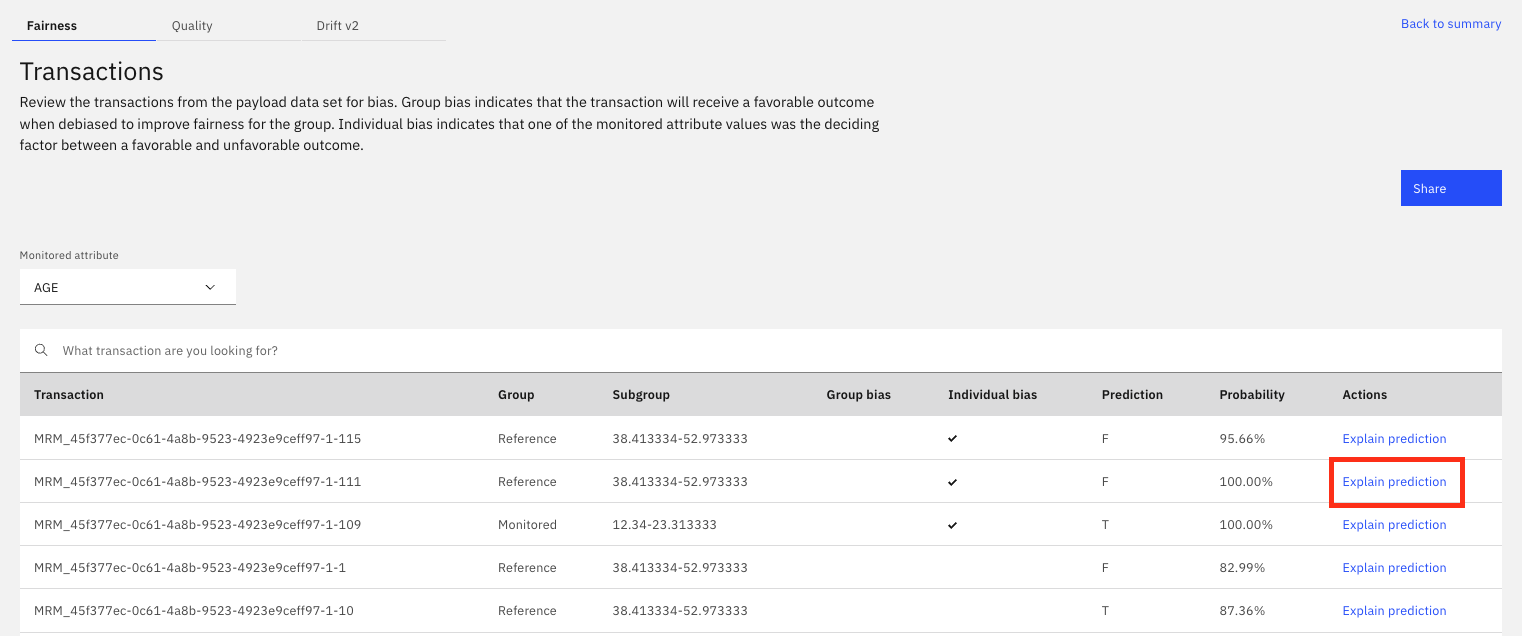 Fairness Quality Drift v2 Back to summary
Transactions
Review the transactions from the payload data set for bias. Group bias indicates that the transaction will receive a favorable outcome
when debiased to improve fairness for the group. Individual bias indicates that one of the monitored attribute values was the deciding
factor between a favorable and unfavorable outcome.
Share
Monitored attribute
AGE
What transaction are you looking for?
Transaction Group Subgroup Group bias Individual bias Prediction Probability Actions
MRM_45f377ec-0c61-4a8b-9523-4923e9ceff97-1-115 Reference 38.413334-52.973333 ✔ F 95.66% Explain prediction
MRM_45f377ec-0c61-4a8b-9523-4923e9ceff97-1-111 Reference 38.413334-52.973333 ✔ F 100.00% Explain prediction
MRM_45f377ec-0c61-4a8b-9523-4923e9ceff97-1-109 Monitored 12.34-23.313333 ✔ T 100.00% Explain prediction
MRM_45f377ec-0c61-4a8b-9523-4923e9ceff97-1-1 Reference 38.413334-52.973333 F 82.99% Explain prediction
MRM_45f377ec-0c61-4a8b-9523-4923e9ceff97-1-10 Reference 38.413334-52.973333 T 87.36% Explain prediction